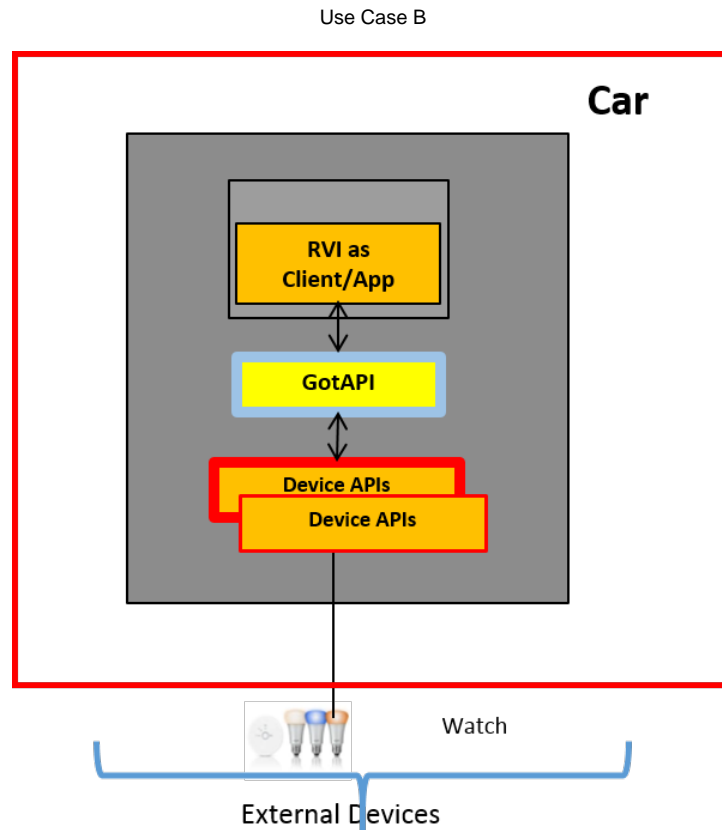 Use Case B
Car
RVI as
Client/App
GotAPI
Device APIs
Device APIs
Watch
External Devices